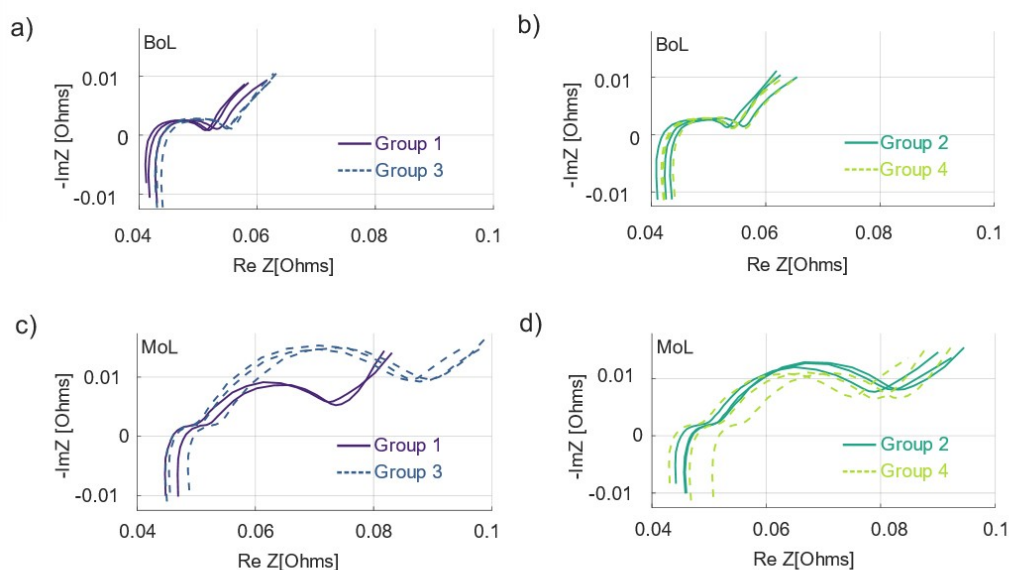 a)
BoL
0.01
0
-0.01
-ImZ [Ohms]
Group 1
Group 3
0.04
0.06
0.08
0.1
Re Z[Ohms]
b)
BoL
0.01
0
-0.01
-ImZ [Ohms]
Group 2
Group 4
0.04
0.06
0.08
0.1
Re Z[Ohms]
c)
MoL
0.01
0
-0.01
-ImZ [Ohms]
Group 1
Group 3
0.04
0.06
0.08
0.1
Re Z[Ohms]
d)
MoL
0.01
0
-0.01
-ImZ [Ohms]
Group 2
Group 4
0.04
0.06
0.08
0.1
Re Z[Ohms]